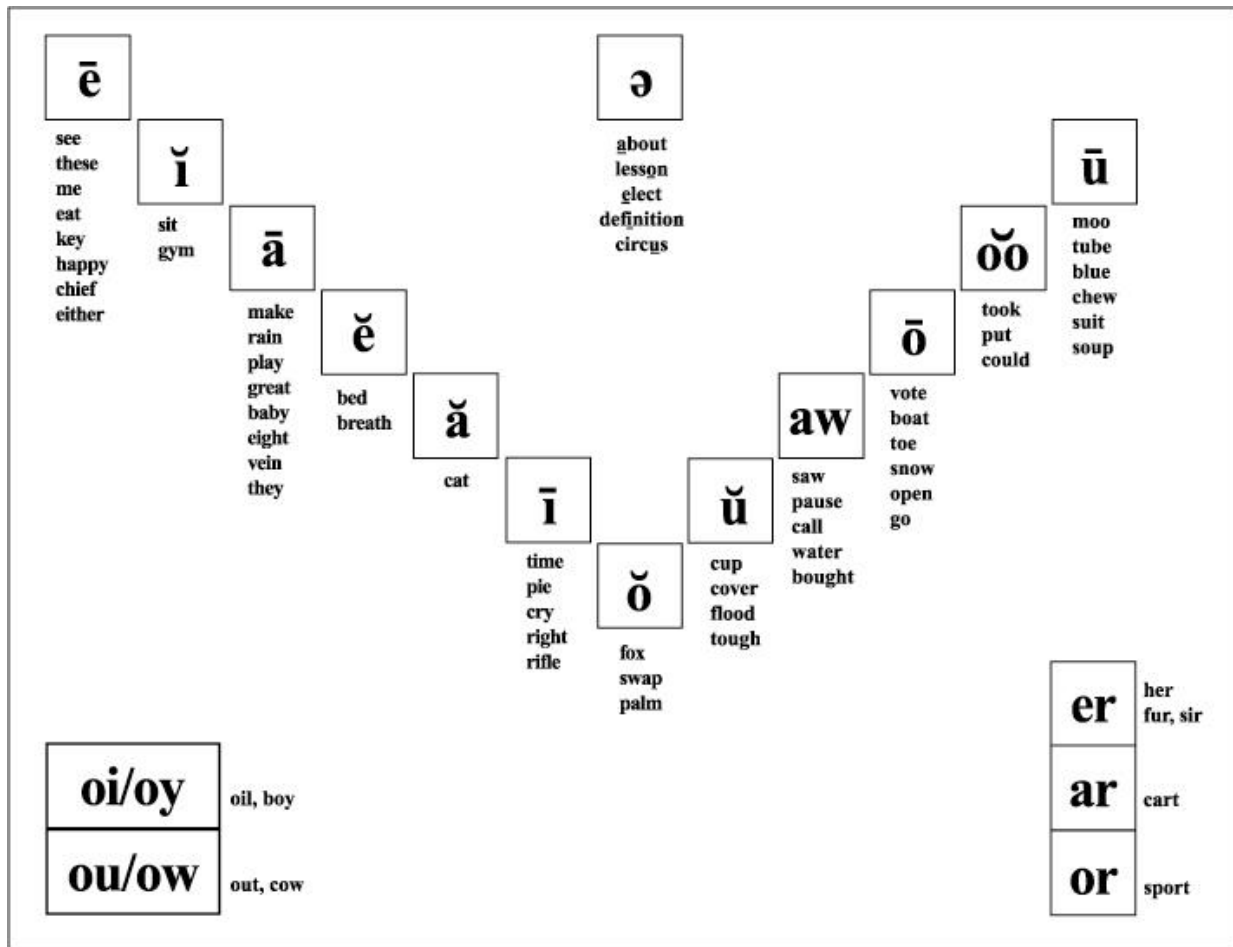 ē
see
these
me
eat
key
happy
chief
either
ĭ
sit
gym
ā
make
rain
play
great
baby
eight
vein
they
ĕ
bed
breath
ă
cat
ī
time
pie
cry
right
rifle
ŏ
fox
swap
palm
ŭ
cup
cover
flood
tough
aw
saw
pause
call
water
bought
ō
vote
boat
toe
snow
open
go
o͝o
took
put
could
ū
moo
tube
blue
chew
suit
soup
ə
about
lesson
elect
definition
circus
oi/oy
oil, boy
ou/ow
out, cow
er
her
fur, sir
ar
cart
or
sport